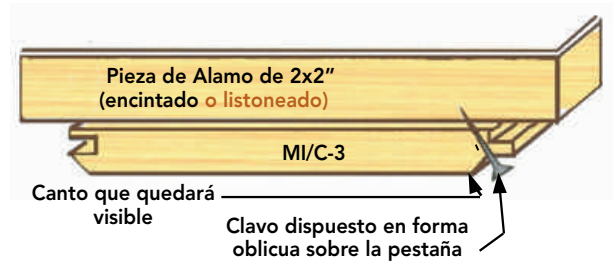 Pieza de Alamo de 2x2”
(encintado o listoneado)
MI/C-3
Canto que quedará
visible
Clavo dispuesto en forma
oblicua sobre la pestaña